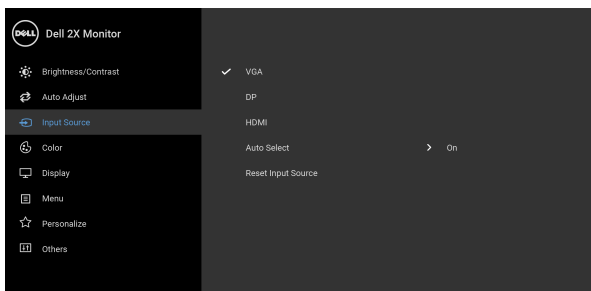 DELL Dell 2X Monitor
Brightness/Contrast VGA
Auto Adjust DP
Input Source HDMI
Color Auto Select On
Display Reset Input Source
Menu
Personalize
Others